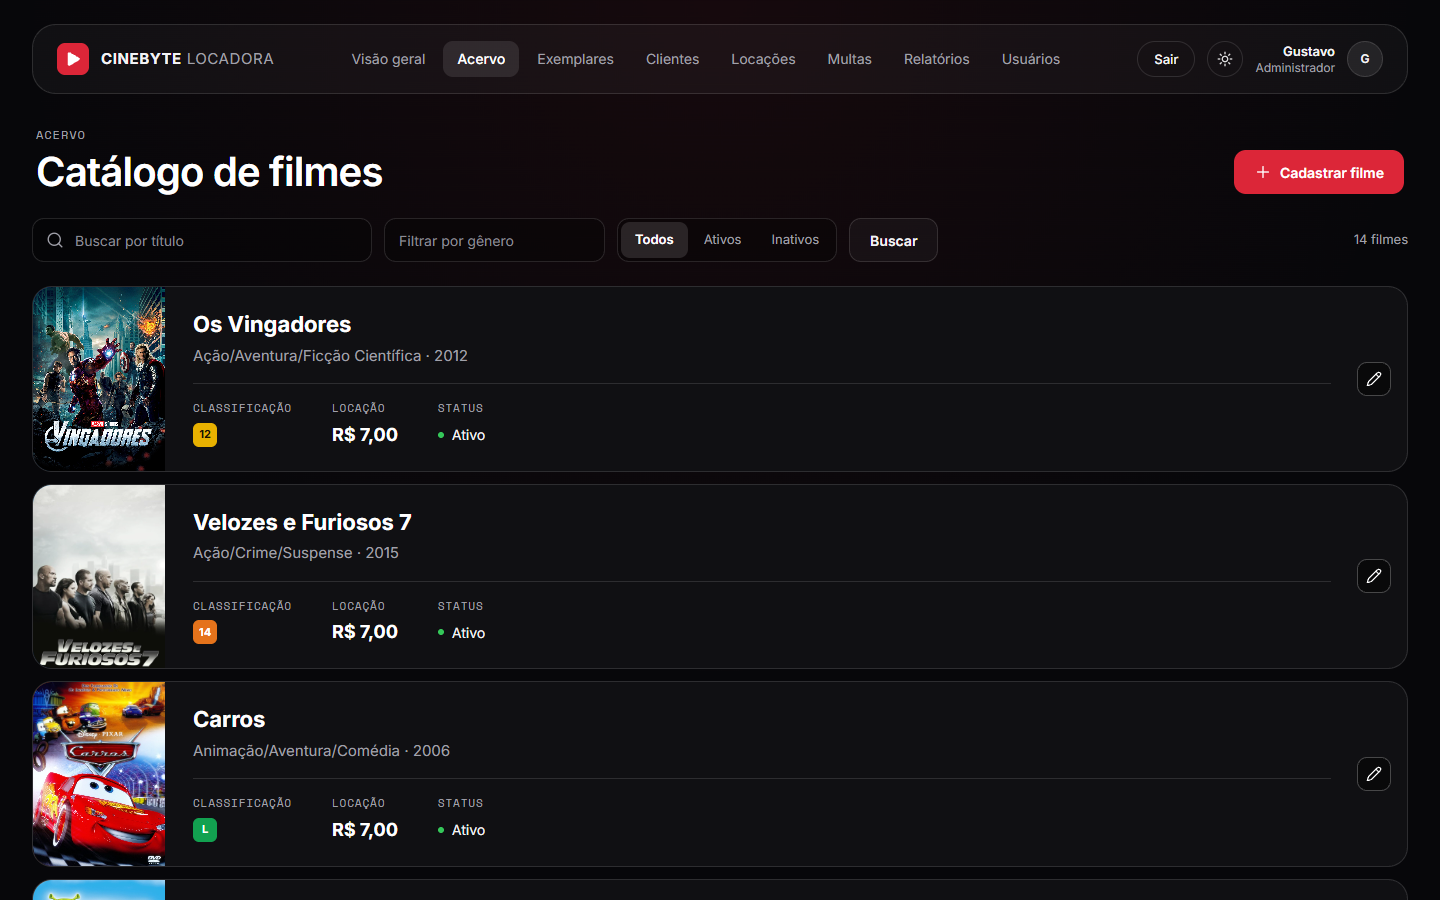 CINEBYTE LOCADORA
Visão geral
Acervo
Exemplares
Clientes
Locações
Multas
Relatórios
Usuários
Sair
Gustavo
Administrador
G
ACERVO
Catálogo de filmes
Cadastrar filme
Buscar por título
Filtrar por gênero
Todos
Ativos
Inativos
Buscar
14 filmes
VINGADORES
Os Vingadores
Ação/Aventura/Ficção Científica · 2012
CLASSIFICAÇÃO
LOCAÇÃO
STATUS
12
R$ 7,00
Ativo
VELOZES E
FURIOSOS 7
Velozes e Furiosos 7
Ação/Crime/Suspense · 2015
CLASSIFICAÇÃO
LOCAÇÃO
STATUS
14
R$ 7,00
Ativo
Disney PIXAR
Carros
DVD
Carros
Animação/Aventura/Comédia · 2006
CLASSIFICAÇÃO
LOCAÇÃO
STATUS
L
R$ 7,00
Ativo